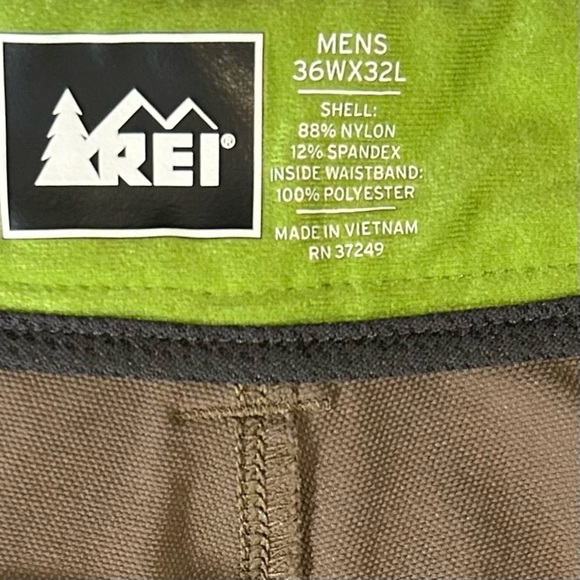 REI®
MENS
36WX32L
SHELL:
88% NYLON
12% SPANDEX
INSIDE WAISTBAND:
100% POLYESTER
MADE IN VIETNAM
RN 37249